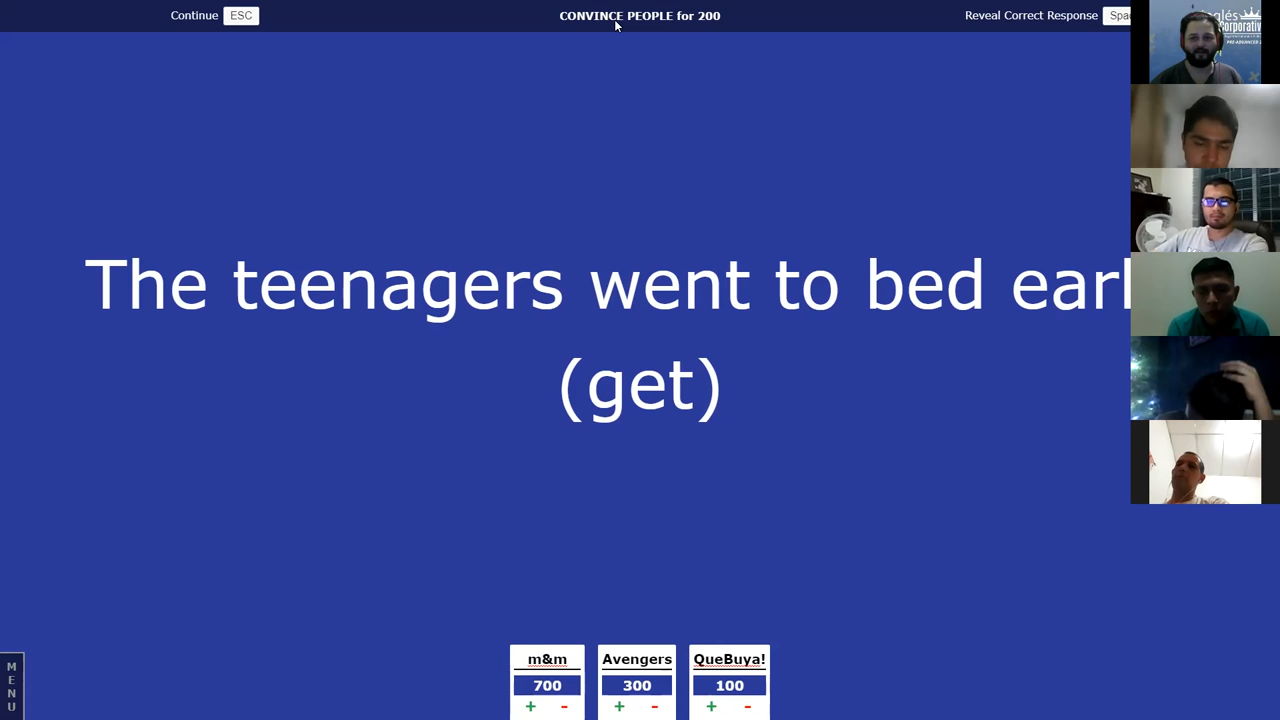 Continue ESC
CONVINCE PEOPLE for 200
Reveal Correct Response
The teenagers went to bed
(get)
m&m
Avengers
QueBuya!
700
300
100
+ -
+ -
+ -
MENU